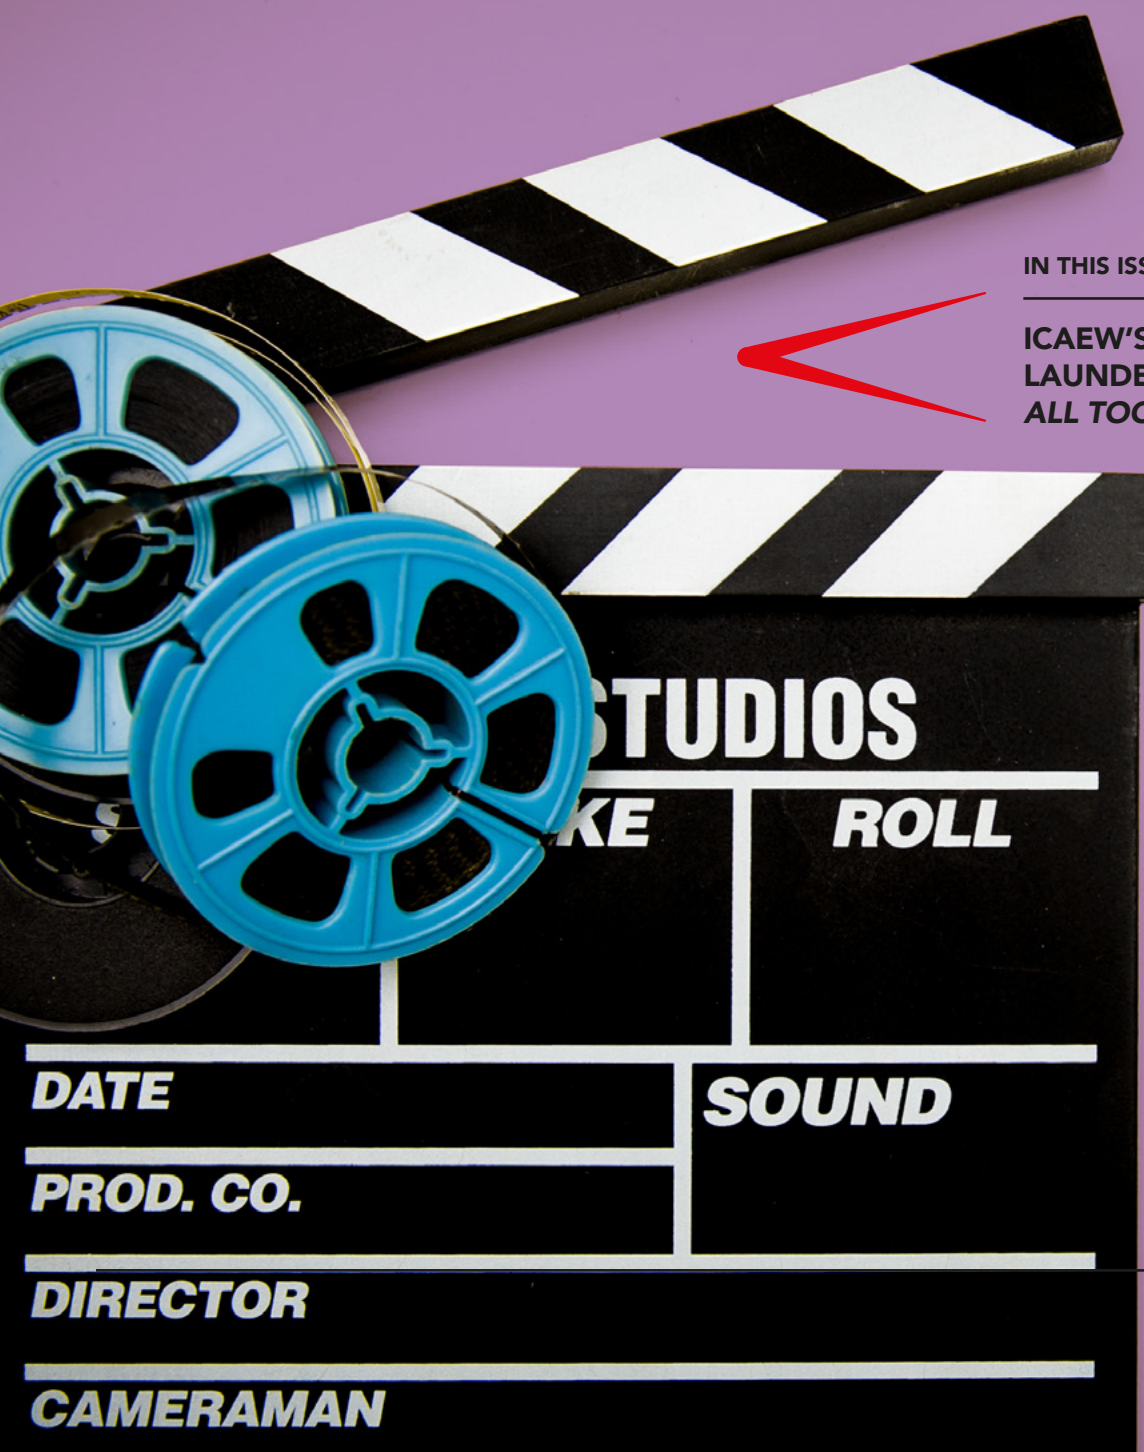 IN THIS ISS
ICAEW'S
LAUNDE
ALL TOO
STUDIOS
KE
ROLL
DATE
SOUND
PROD. CO.
DIRECTOR
CAMERAMAN